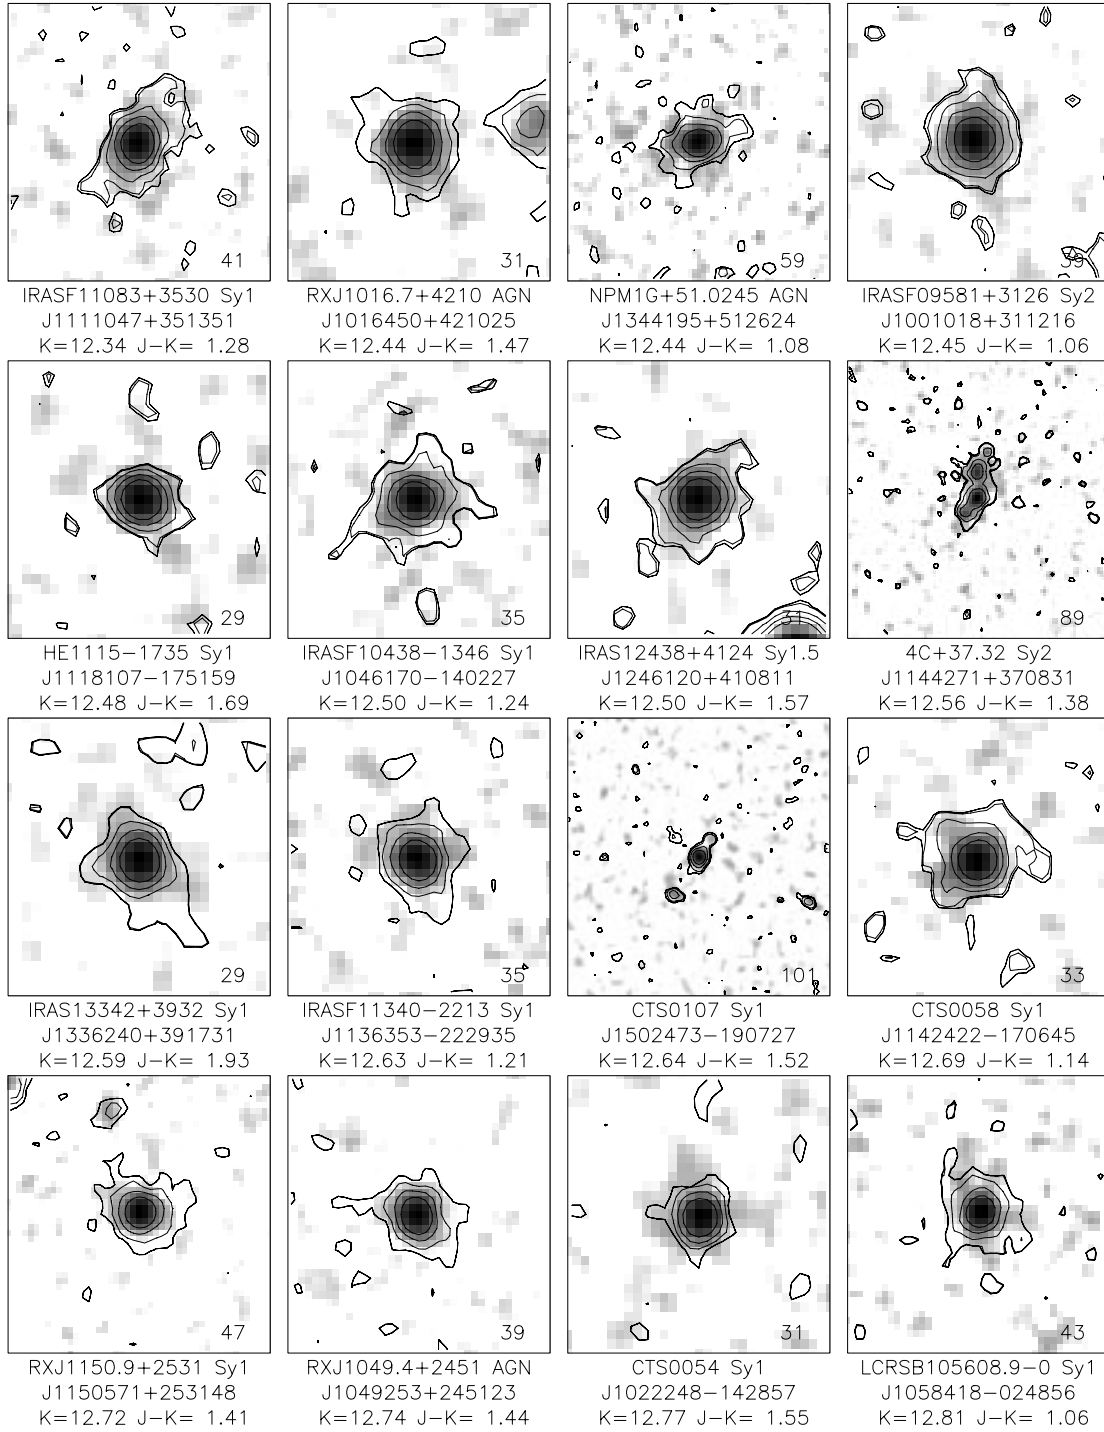 41
IRASF11083+3530 Sy1
J1111047+351351
K=12.34 J-K= 1.28
31
RXJ1016.7+4210 AGN
J1016450+421025
K=12.44 J-K= 1.47
59
NPM1G+51.0245 AGN
J1344195+512624
K=12.44 J-K= 1.08
IRASF09581+3126 Sy2
J1001018+311216
K=12.45 J-K= 1.06
29
HE1115-1735 Sy1
J1118107-175159
K=12.48 J-K= 1.69
35
IRASF10438-1346 Sy1
J1046170-140227
K=12.50 J-K= 1.24
31
IRAS12438+4124 Sy1.5
J1246120+410811
K=12.50 J-K= 1.57
89
4C+37.32 Sy2
J1144271+370831
K=12.56 J-K= 1.38
29
IRAS13342+3932 Sy1
J1336240+391731
K=12.59 J-K= 1.93
35
IRASF11340-2213 Sy1
J1136353-222935
K=12.63 J-K= 1.21
101
CTS0107 Sy1
J1502473-190727
K=12.64 J-K= 1.52
33
CTS0058 Sy1
J1142422-170645
K=12.69 J-K= 1.14
47
RXJ1150.9+2531 Sy1
J1150571+253148
K=12.72 J-K= 1.41
39
RXJ1049.4+2451 AGN
J1049253+245123
K=12.74 J-K= 1.44
31
CTS0054 Sy1
J1022248-142857
K=12.77 J-K= 1.55
43
LCRSB105608.9-0 Sy1
J1058418-024856
K=12.81 J-K= 1.06